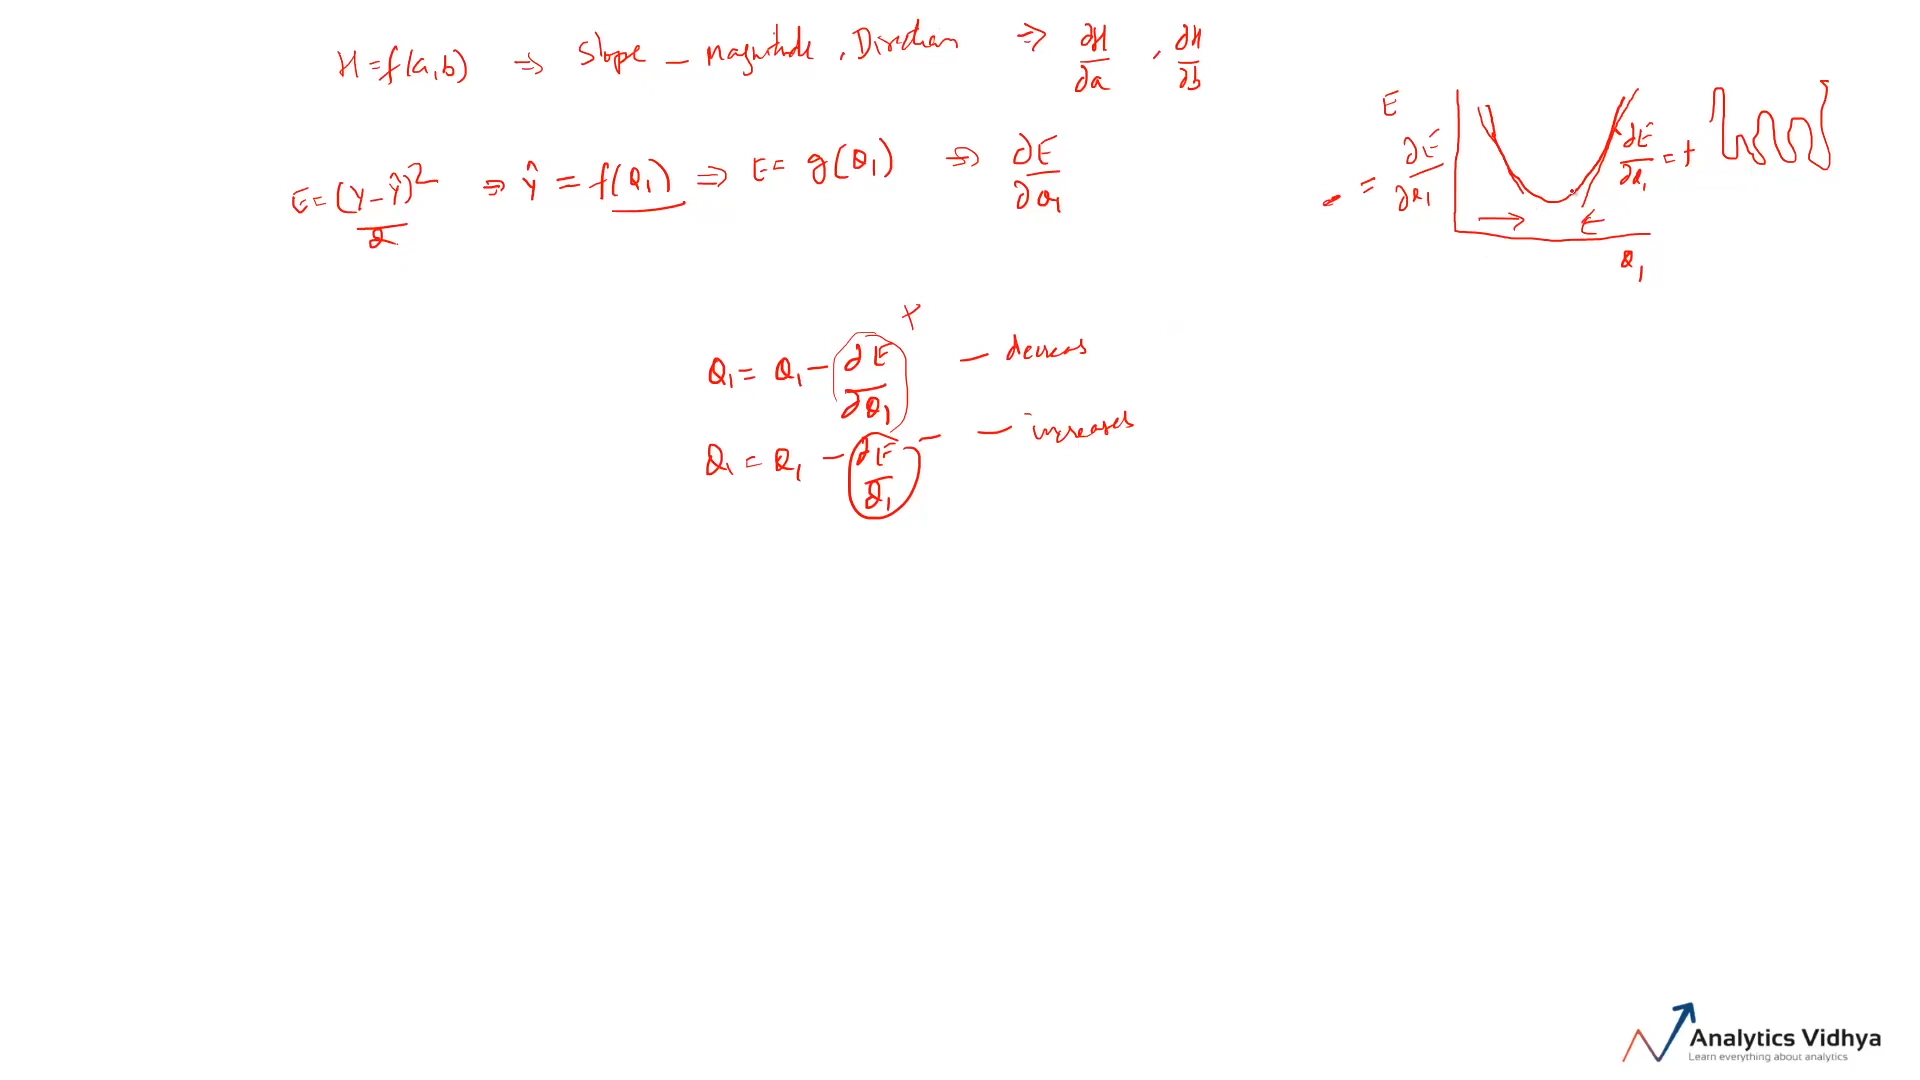 H=f(a,b) ⇒ Slope – magnitude, Direction ⇒ ∂H/∂a , ∂H/∂b
E=(Y-Ŷ)²/2 ⇒ Ŷ = f(θ₁) ⇒ E= g(θ₁) ⇒ ∂E/∂θ₁
E
- = ∂E/∂θ₁
∂E/∂θ₁ = +
θ₁
θ₁ = θ₁ – ∂E/∂θ₁ + – decreas
θ₁ = θ₁ – ∂E/θ₁ – – increases
Analytics Vidhya
Learn everything about analytics